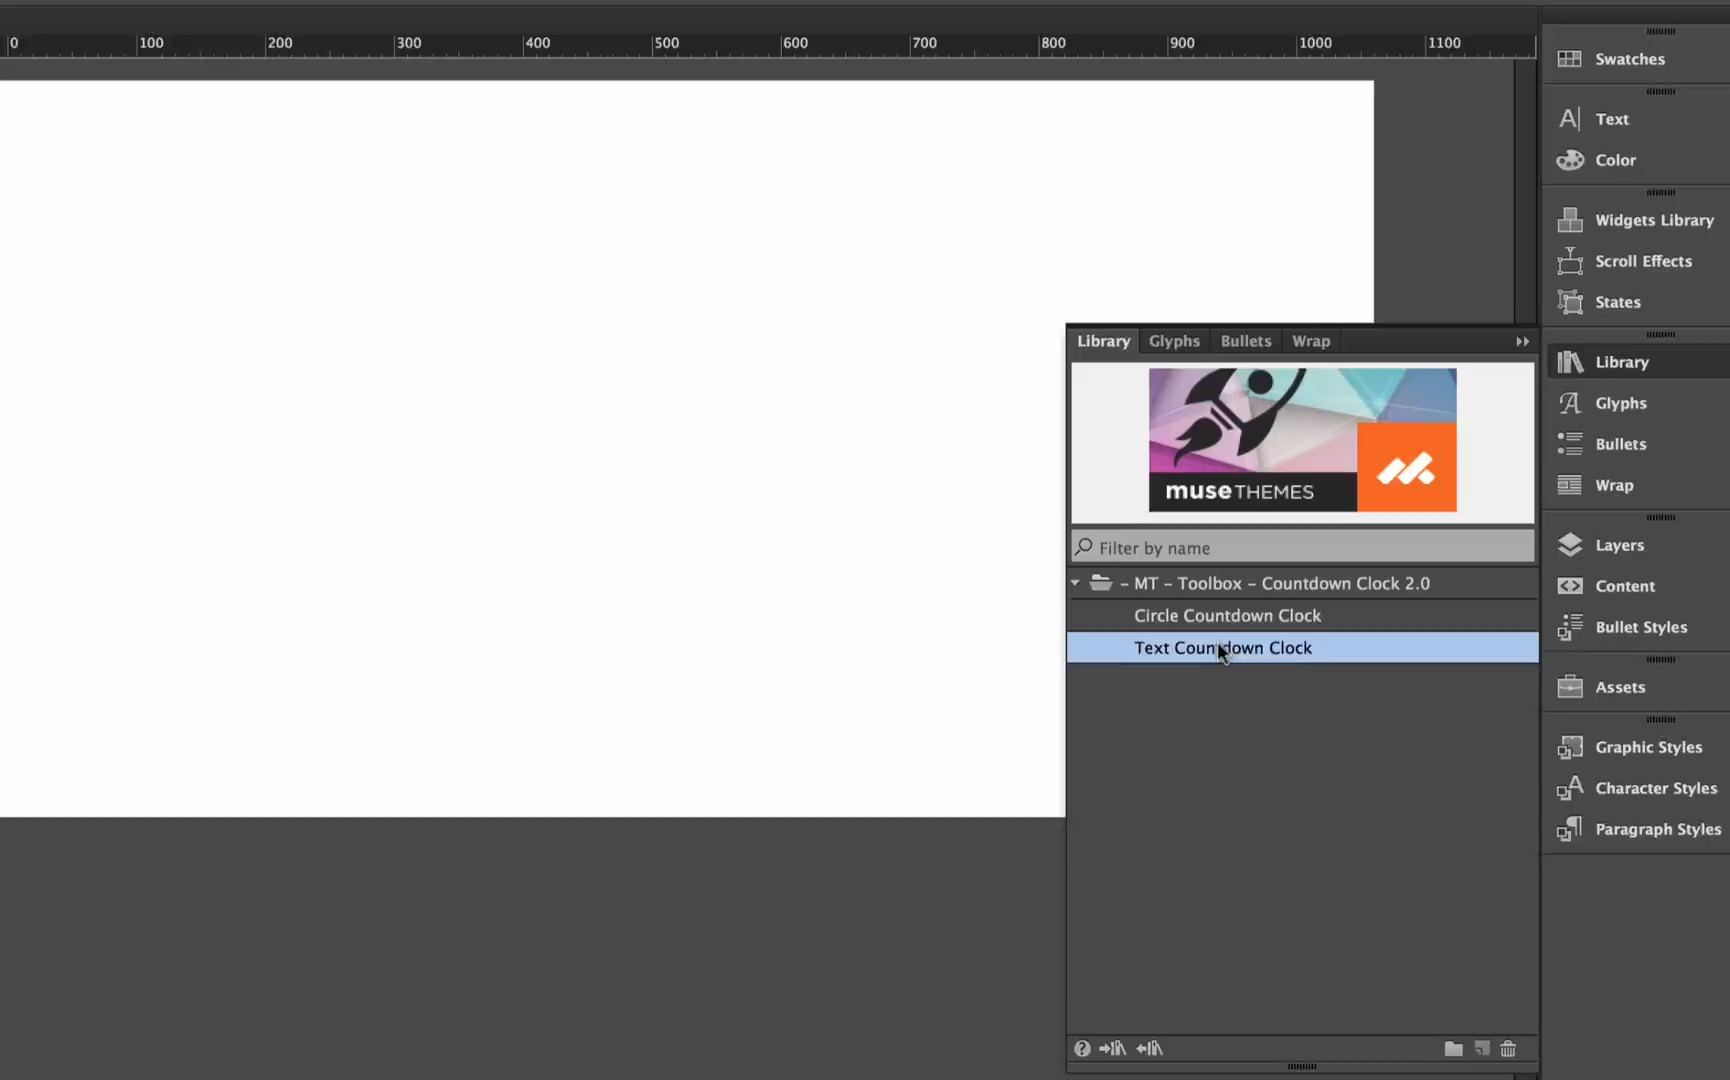 0 100 200 300 400 500 600 700 800 900 1000 1100
Swatches
Text
Color
Widgets Library
Scroll Effects
States
Library
Glyphs
Bullets
Wrap
Layers
Content
Bullet Styles
Assets
Graphic Styles
Character Styles
Paragraph Styles
Library Glyphs Bullets Wrap
museTHEMES
Filter by name
– MT – Toolbox – Countdown Clock 2.0
Circle Countdown Clock
Text Countdown Clock